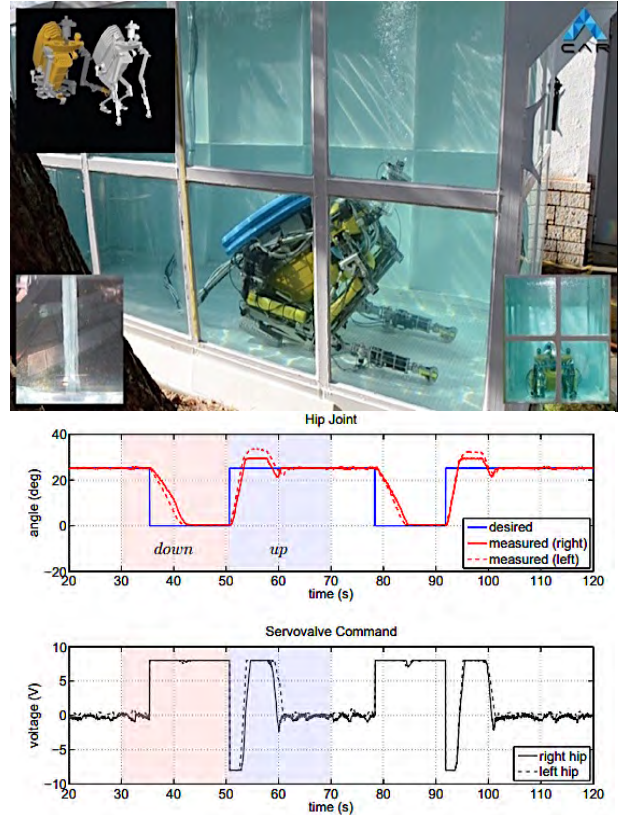 CAR
Hip Joint
angle (deg)
40
20
0
−20
down
up
desired
measured (right)
measured (left)
20 30 40 50 60 70 80 90 100 110 120
time (s)
Servovalve Command
voltage (V)
10
5
0
−5
−10
right hip
left hip
20 30 40 50 60 70 80 90 100 110 120
time (s)